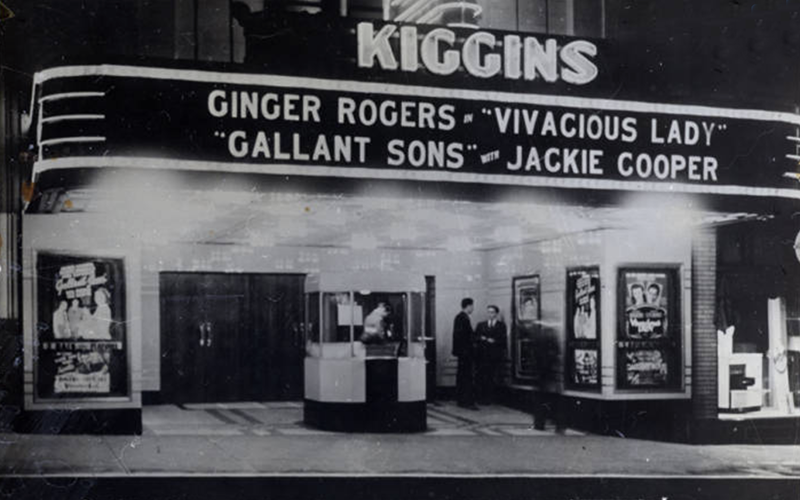 KIGGINS
GINGER ROGERS IN "VIVACIOUS LADY"
"GALLANT SONS" WITH JACKIE COOPER